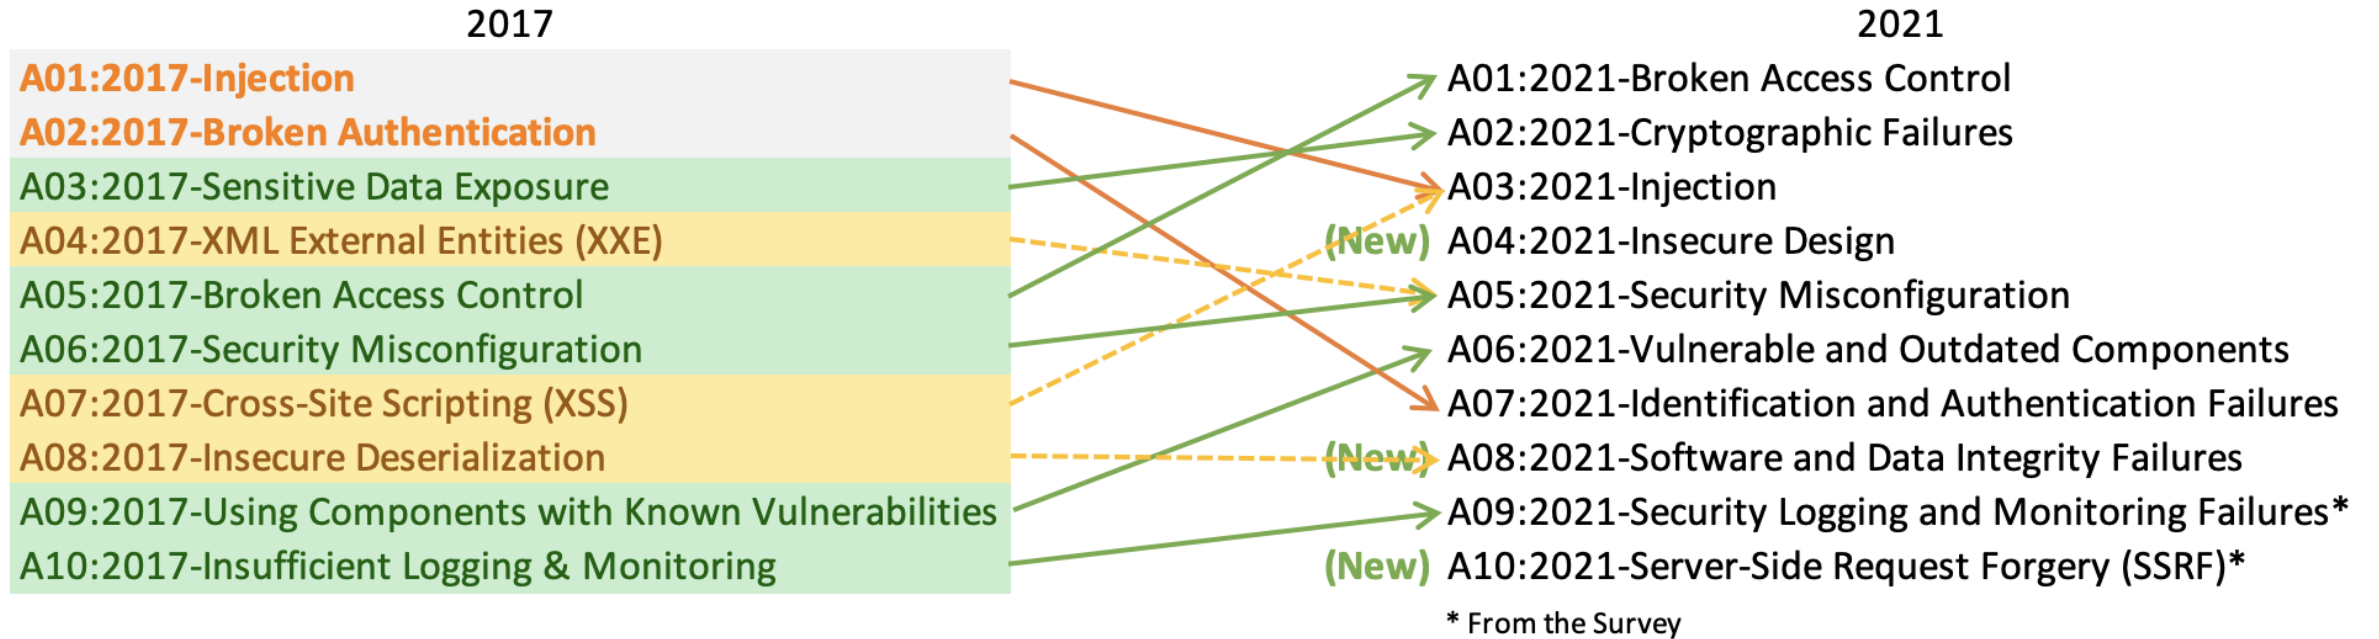 2017
A01:2017-Injection
A02:2017-Broken Authentication
A03:2017-Sensitive Data Exposure
A04:2017-XML External Entities (XXE)
A05:2017-Broken Access Control
A06:2017-Security Misconfiguration
A07:2017-Cross-Site Scripting (XSS)
A08:2017-Insecure Deserialization
A09:2017-Using Components with Known Vulnerabilities
A10:2017-Insufficient Logging & Monitoring
2021
A01:2021-Broken Access Control
A02:2021-Cryptographic Failures
A03:2021-Injection
(New) A04:2021-Insecure Design
A05:2021-Security Misconfiguration
A06:2021-Vulnerable and Outdated Components
A07:2021-Identification and Authentication Failures
(New) A08:2021-Software and Data Integrity Failures
A09:2021-Security Logging and Monitoring Failures*
(New) A10:2021-Server-Side Request Forgery (SSRF)*
* From the Survey